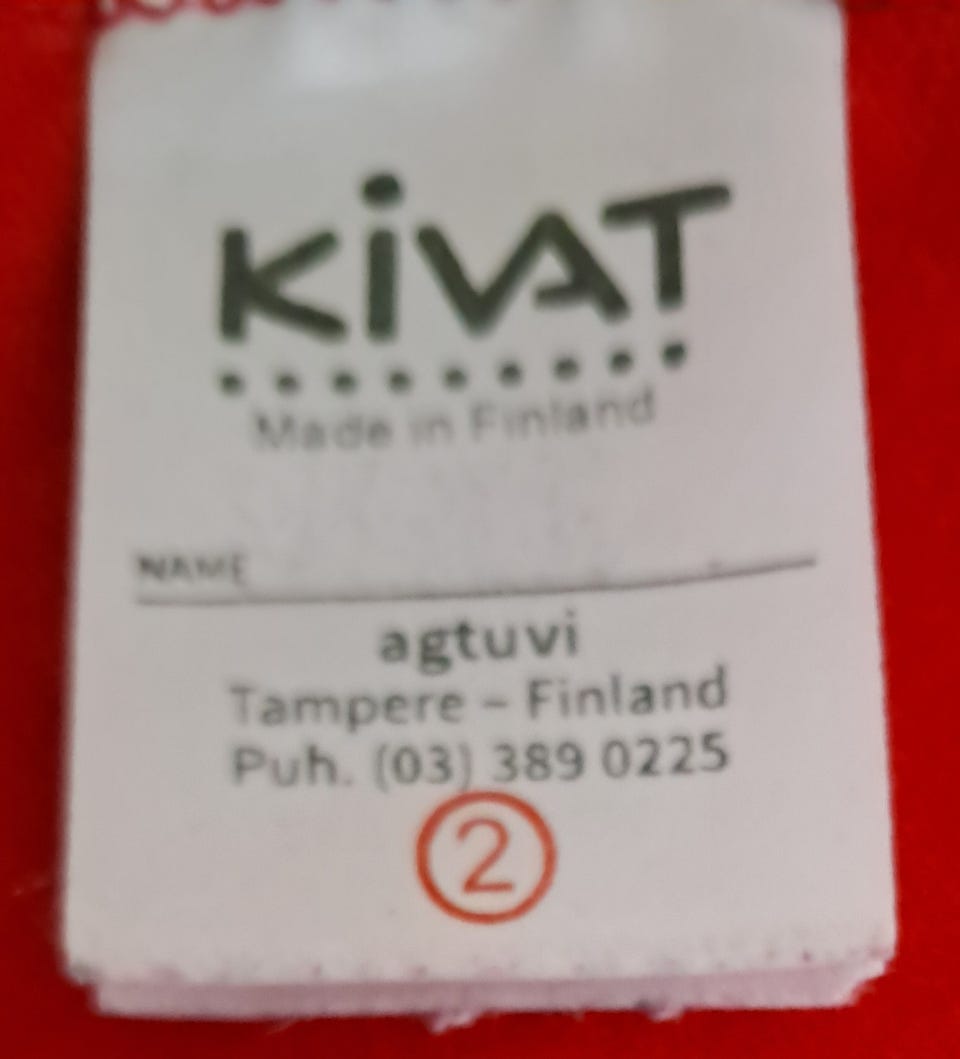 KiVAT
Made in Finland
NAME
agtuvi
Tampere – Finland
Puh. (03) 389 0225
2